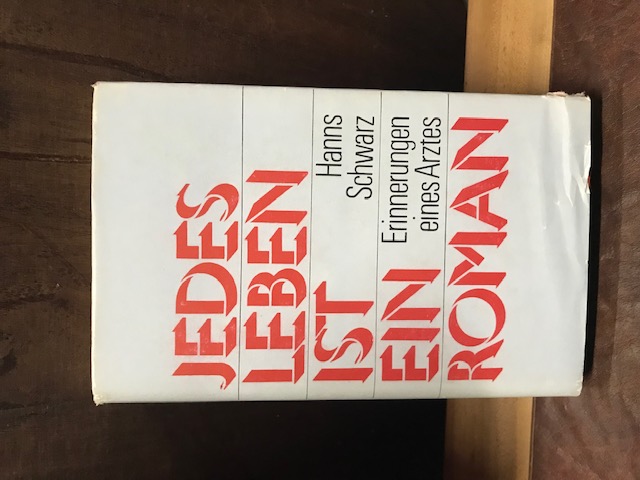 JEDES
LEBEN
IST
Hanns
Schwarz
EIN
Erinnerungen
eines Arztes
ROMAN